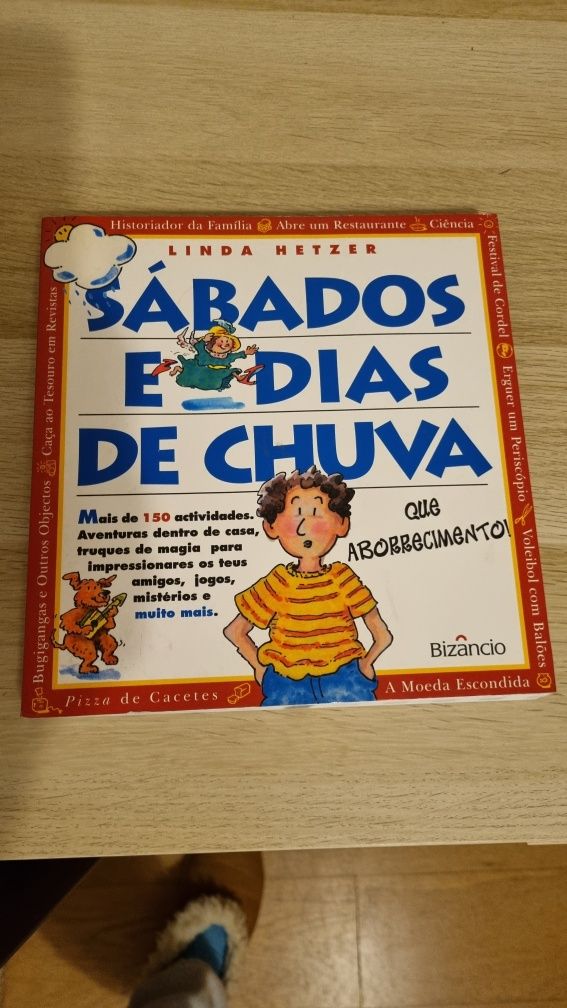 Historiador da Família Abre um Restaurante Ciência
LINDA HETZER
SÁBADOS
E DIAS
DE CHUVA
Mais de 150 actividades.
Aventuras dentro de casa,
truques de magia para
impressionares os teus
amigos, jogos,
mistérios e
muito mais.
QUE
ABORRECIMENTO!
Bizâncio
Festival de Cordel Erguer um Periscópio Voleibol com Balões
Bugigangas e Outros Objectos Caça ao Tesouro em Revistas
Pizza de Cacetes A Moeda Escondida